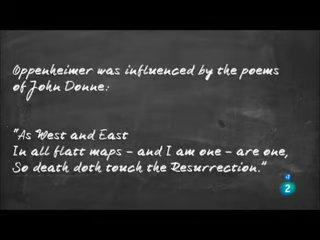 Oppenheimer was influenced by the poems
of John Donne:
"As West and East
In all flatt maps – and I am one – are one,
So death doth touch the Resurrection."
2